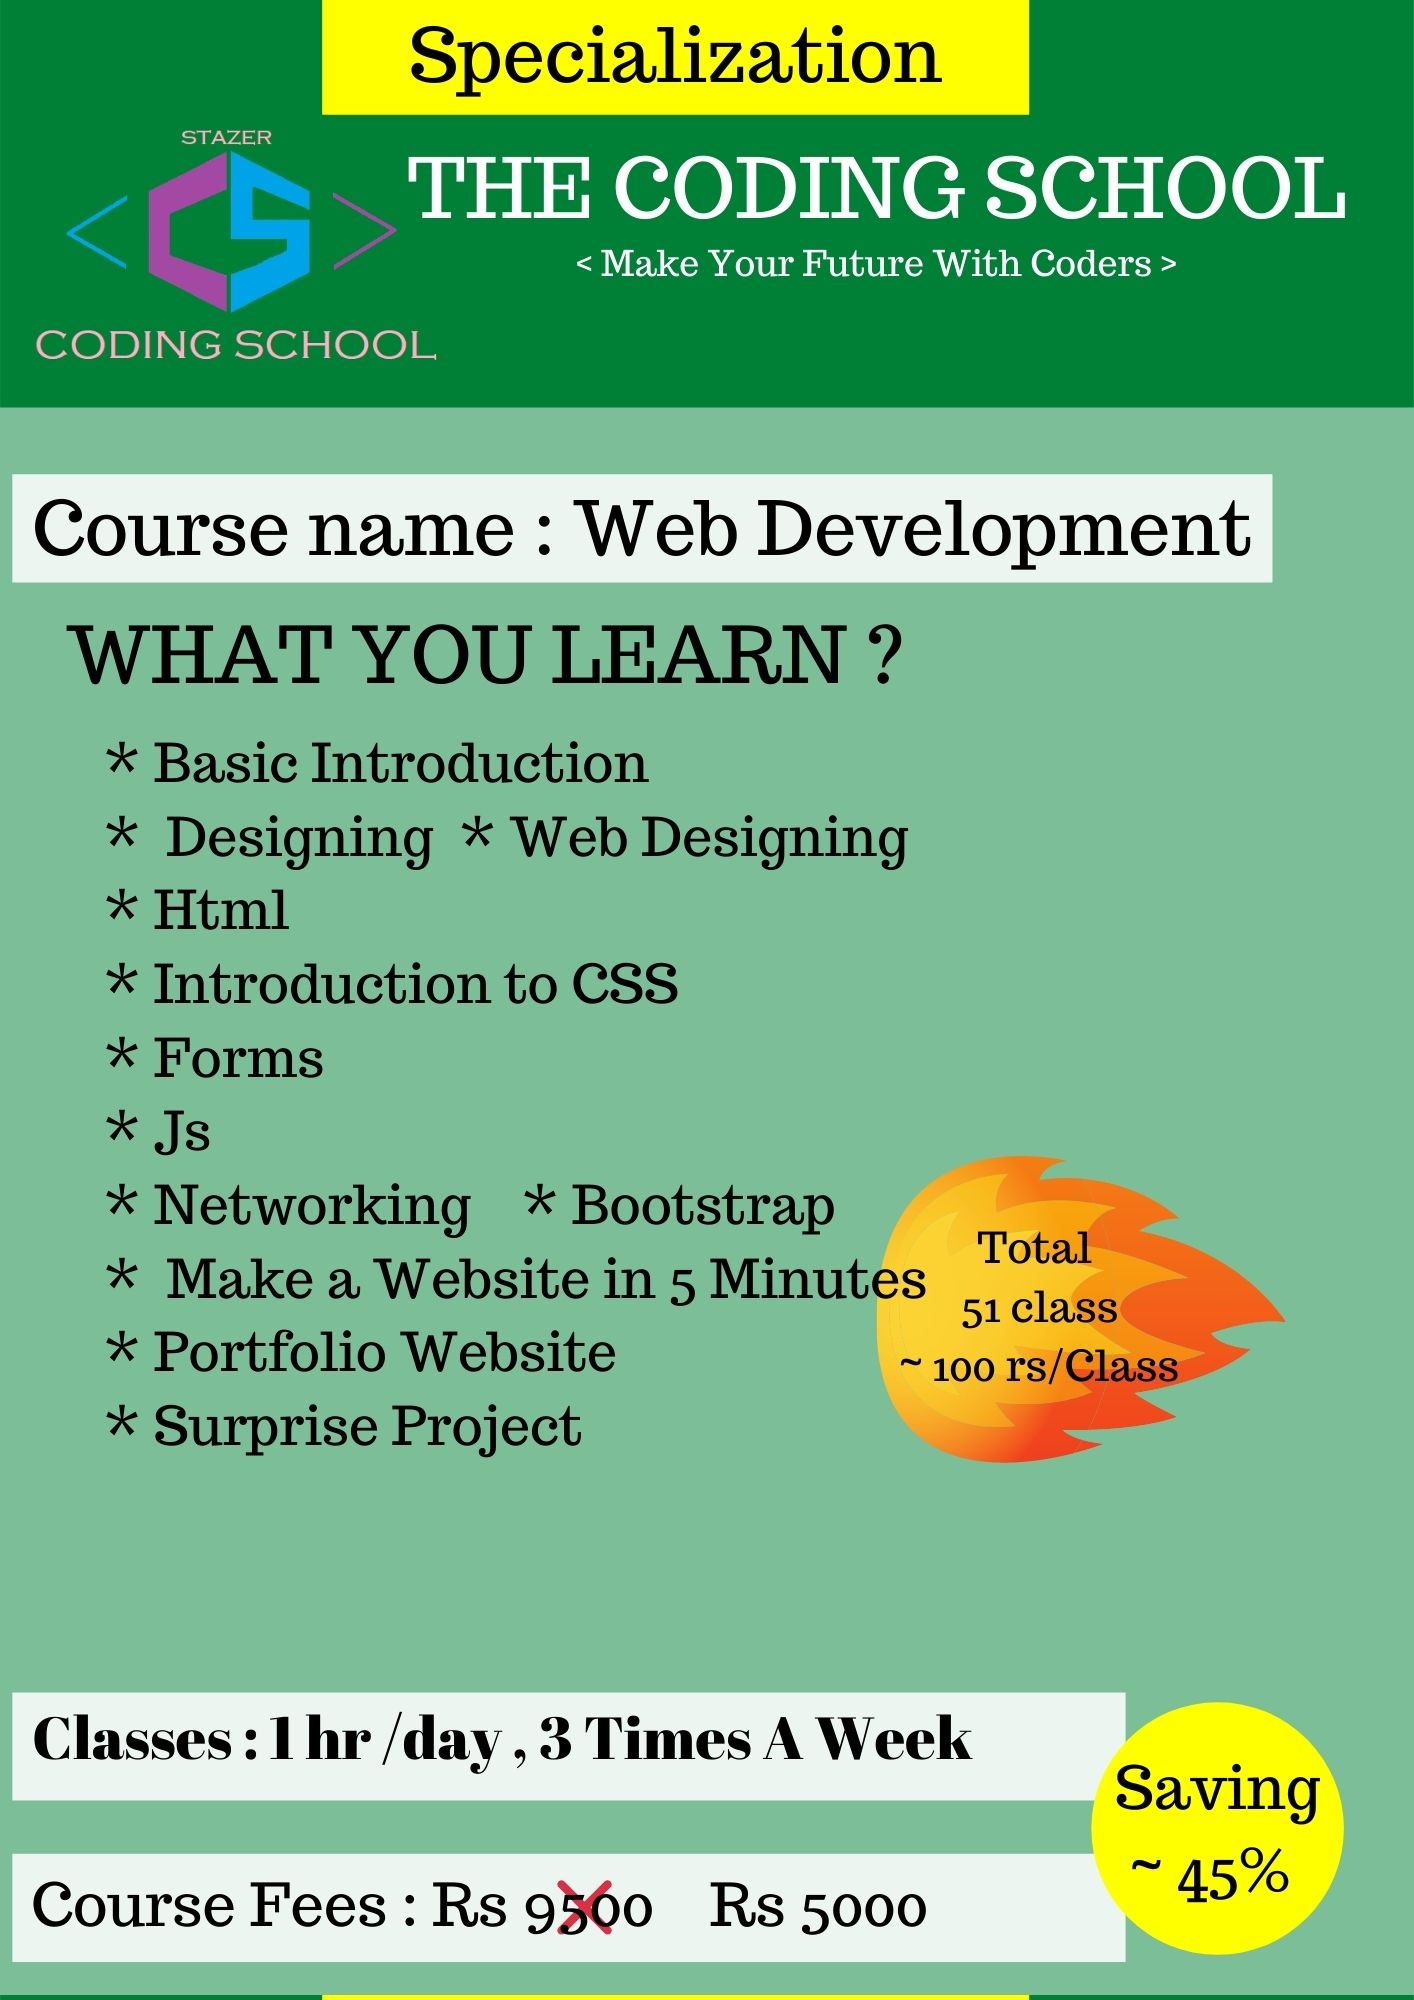 Specialization
STAZER
CS
CODING SCHOOL
THE CODING SCHOOL
< Make Your Future With Coders >
Course name : Web Development
WHAT YOU LEARN ?
* Basic Introduction
* Designing * Web Designing
* Html
* Introduction to CSS
* Forms
* Js
* Networking * Bootstrap
* Make a Website in 5 Minutes
* Portfolio Website
* Surprise Project
Total
51 class
~ 100 rs/Class
Classes : 1 hr /day , 3 Times A Week
Saving
~ 45%
Course Fees : Rs 9500 Rs 5000